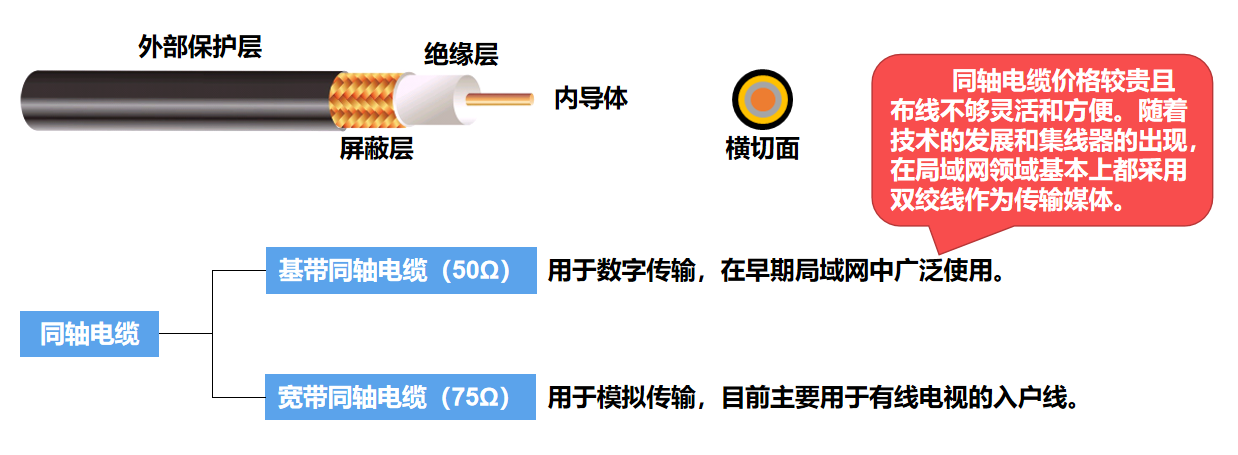 外部保护层
绝缘层
内导体
屏蔽层
横切面
同轴电缆价格较贵且
布线不够灵活和方便。随着
技术的发展和集线器的出现，
在局域网领域基本上都采用
双绞线作为传输媒体。
基带同轴电缆（50Ω）
用于数字传输，在早期局域网中广泛使用。
同轴电缆
宽带同轴电缆（75Ω）
用于模拟传输，目前主要用于有线电视的入户线。